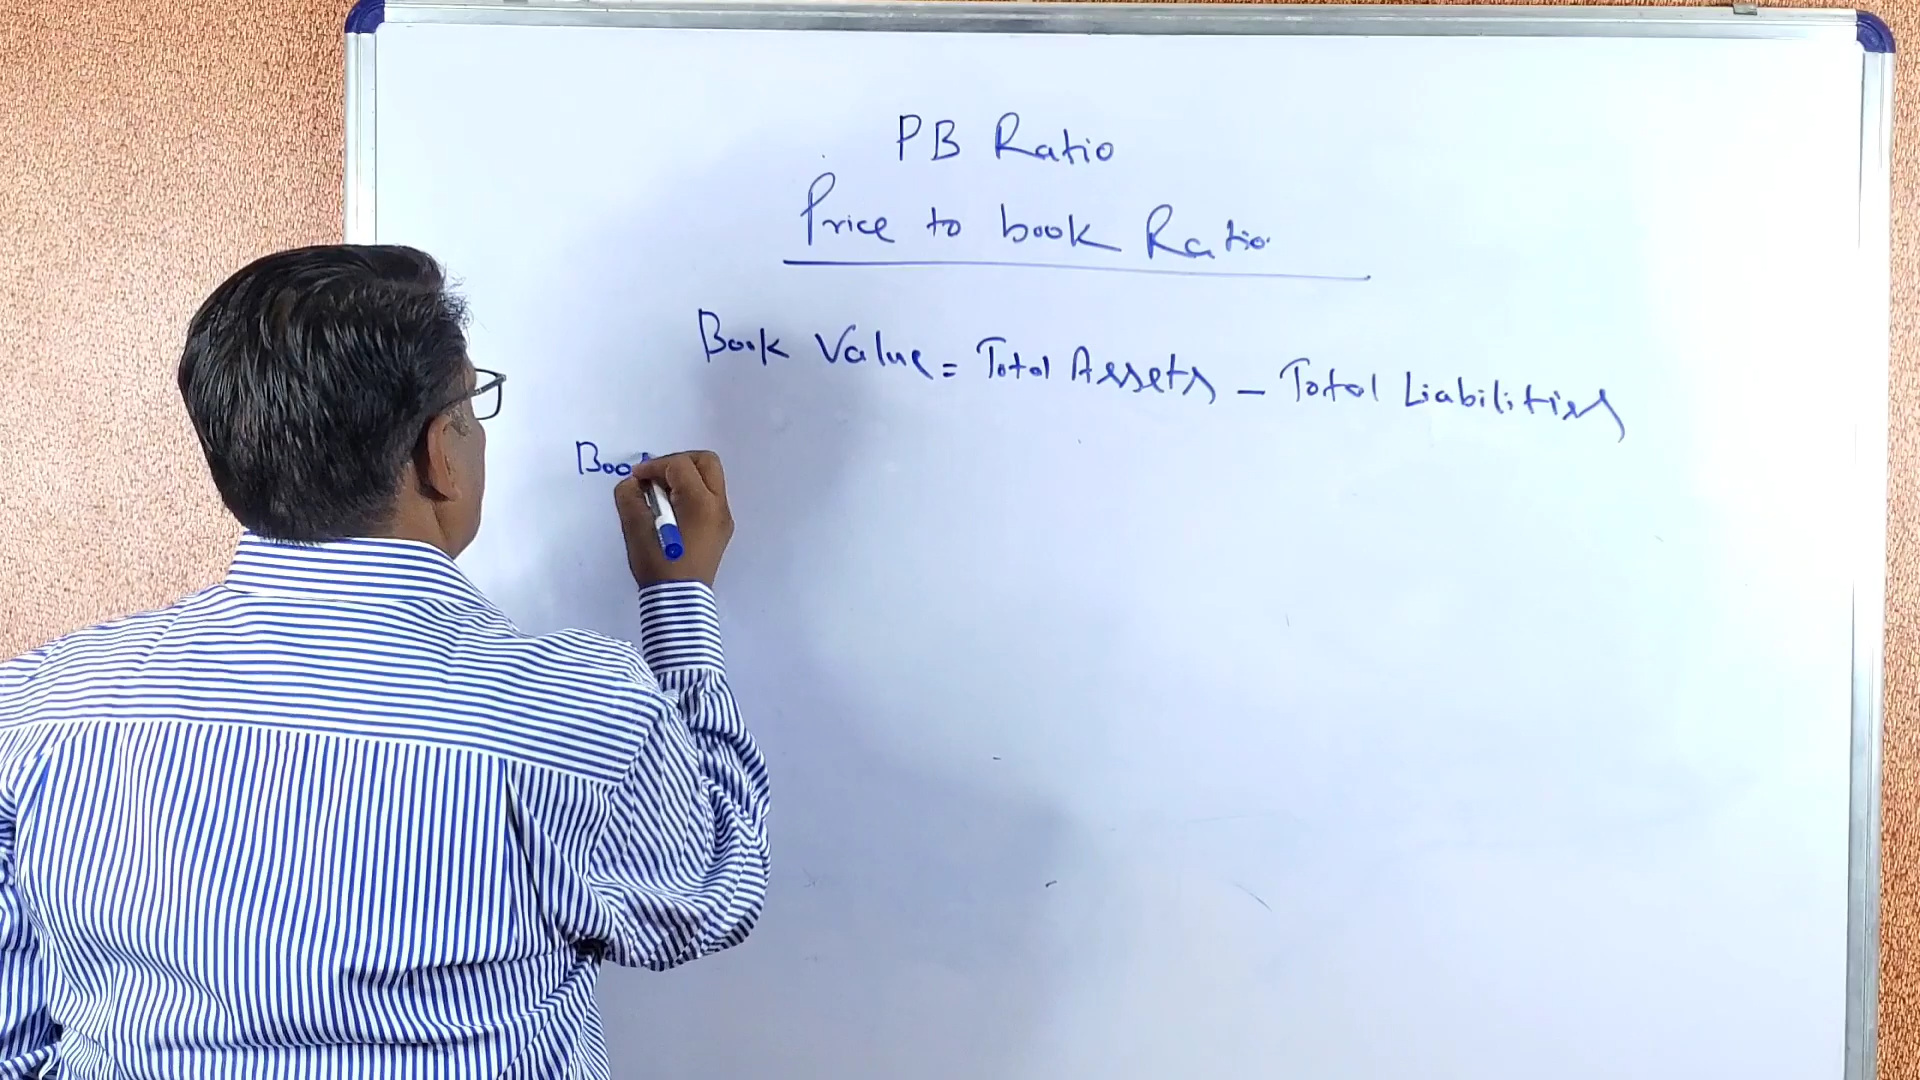 PB Ratio
Price to book Ratio
Book Value = Total Assets - Total Liabilities
Boo